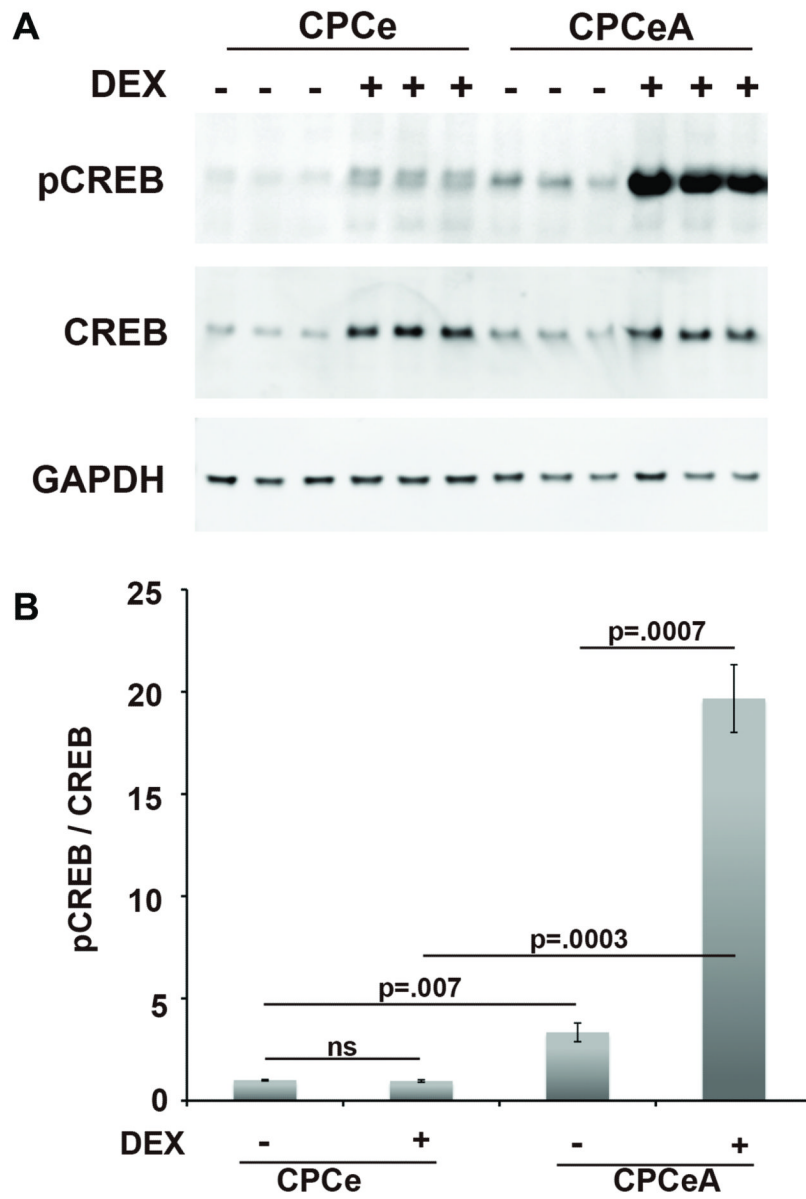 A
CPCe CPCeA
DEX - - - + + + - - - + + +
pCREB
CREB
GAPDH
B
25
p=.0007
20
15
pCREB / CREB
10
p=.0003
p=.007
5
ns
0
DEX - + - +
CPCe CPCeA